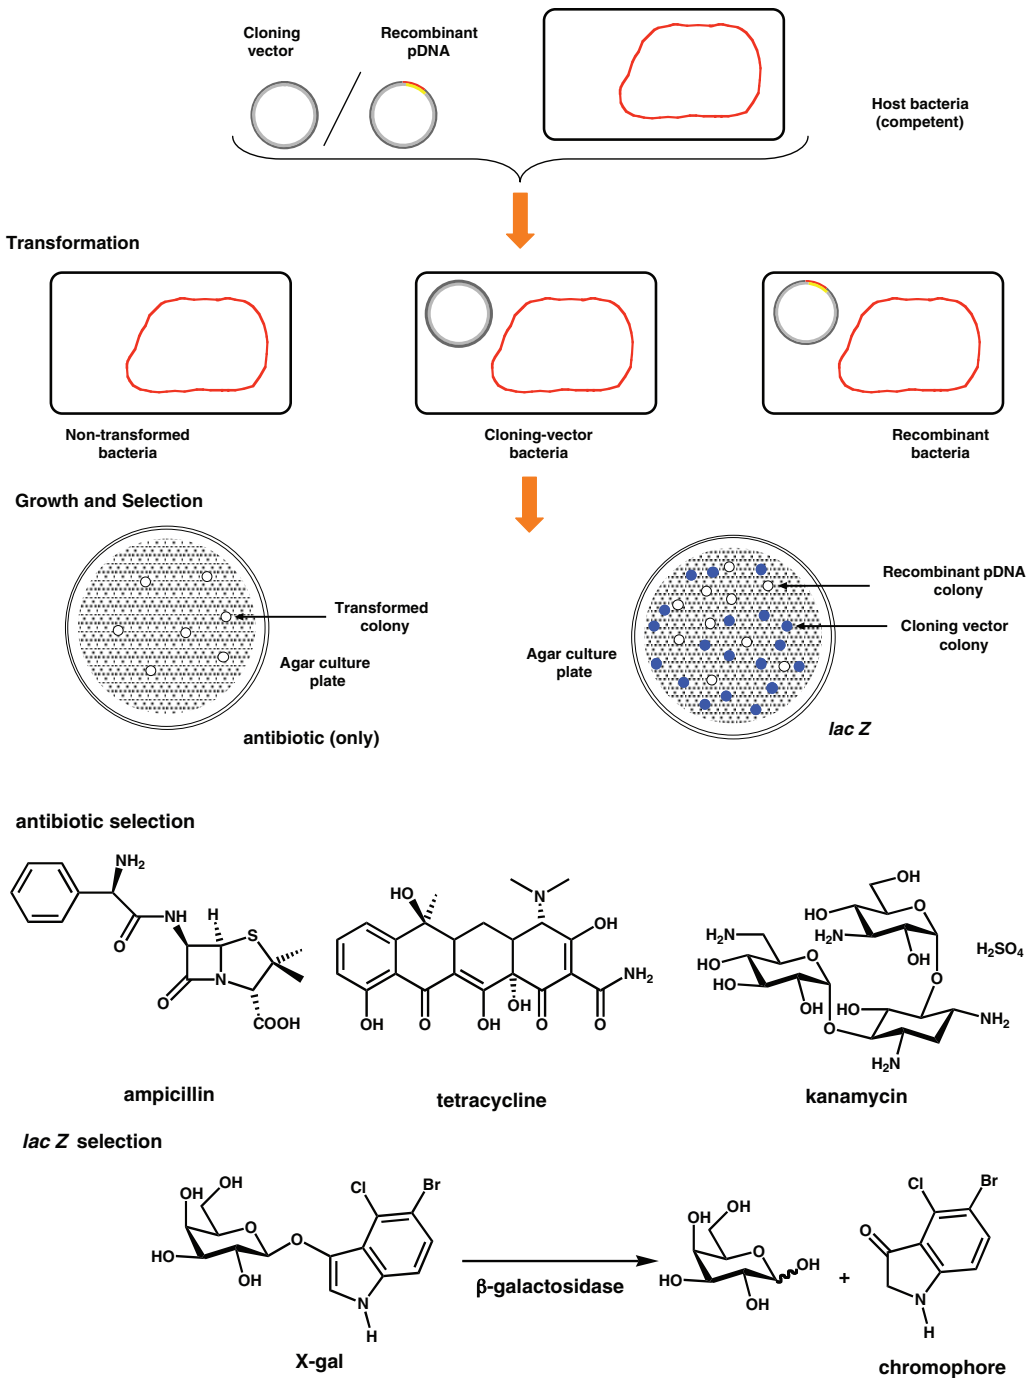 Cloning
vector
Recombinant
pDNA
Host bacteria
(competent)
Transformation
Non-transformed
bacteria
Cloning-vector
bacteria
Recombinant
bacteria
Growth and Selection
Transformed
colony
Agar culture
plate
antibiotic (only)
Recombinant pDNA
colony
Cloning vector
colony
Agar culture
plate
lac Z
antibiotic selection
NH2
O
NH
H
S
O
N
COOH
ampicillin
HO
N
OH
NH2
OH
O
OH
OH
O
O
tetracycline
OH
HO
O
H2N
OH
H2N
O
HO
HO
OH
O
O
HO
NH2
H2N
H2SO4
kanamycin
lac Z selection
OH
OH
O
HO
OH
O
Cl
Br
N
H
X-gal
β-galactosidase
OH
OH
O
HO
OH
OH
+
Cl
Br
O
N
H
chromophore